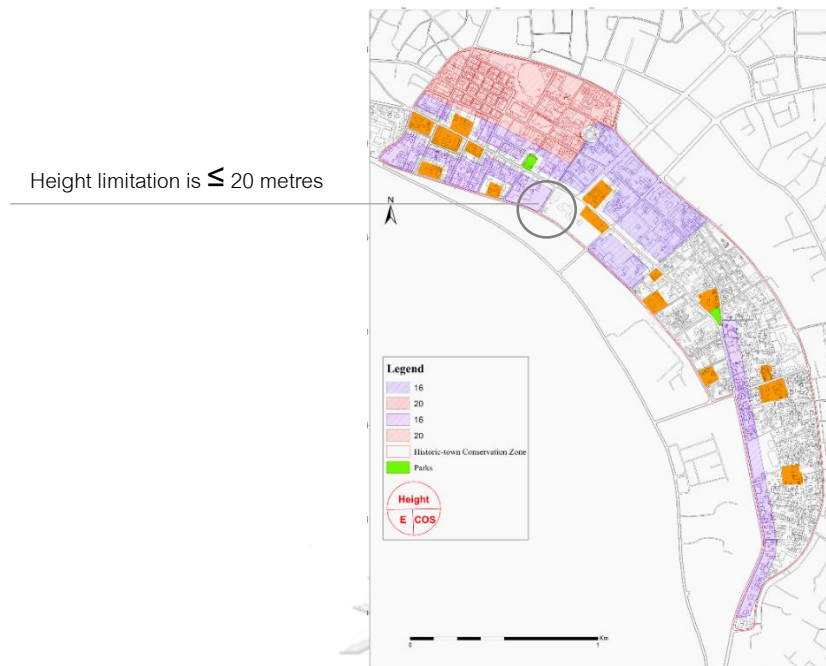 Height limitation is ≤ 20 metres
N
Legend
16
20
16
20
Historic-town Conservation Zone
Parks
Height
E COS
0 1
Km